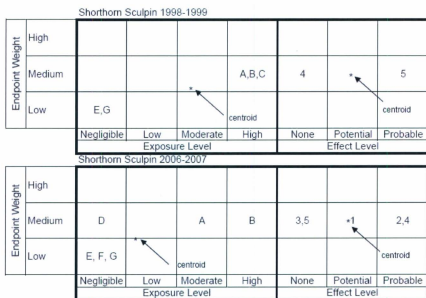 Shorthorn Sculpin 1998-1999
Endpoint Weight
High
Medium A,B,C 4 * 5
*
Low E,G
centroid centroid
Negligible Low Moderate High None Potential Probable
Exposure Level Effect Level
Shorthorn Sculpin 2006-2007
Endpoint Weight
High
Medium D A B 3,5 *1 2,4
*
Low E, F, G
centroid centroid
Negligible Low Moderate High None Potential Probable
Exposure Level Effect Level